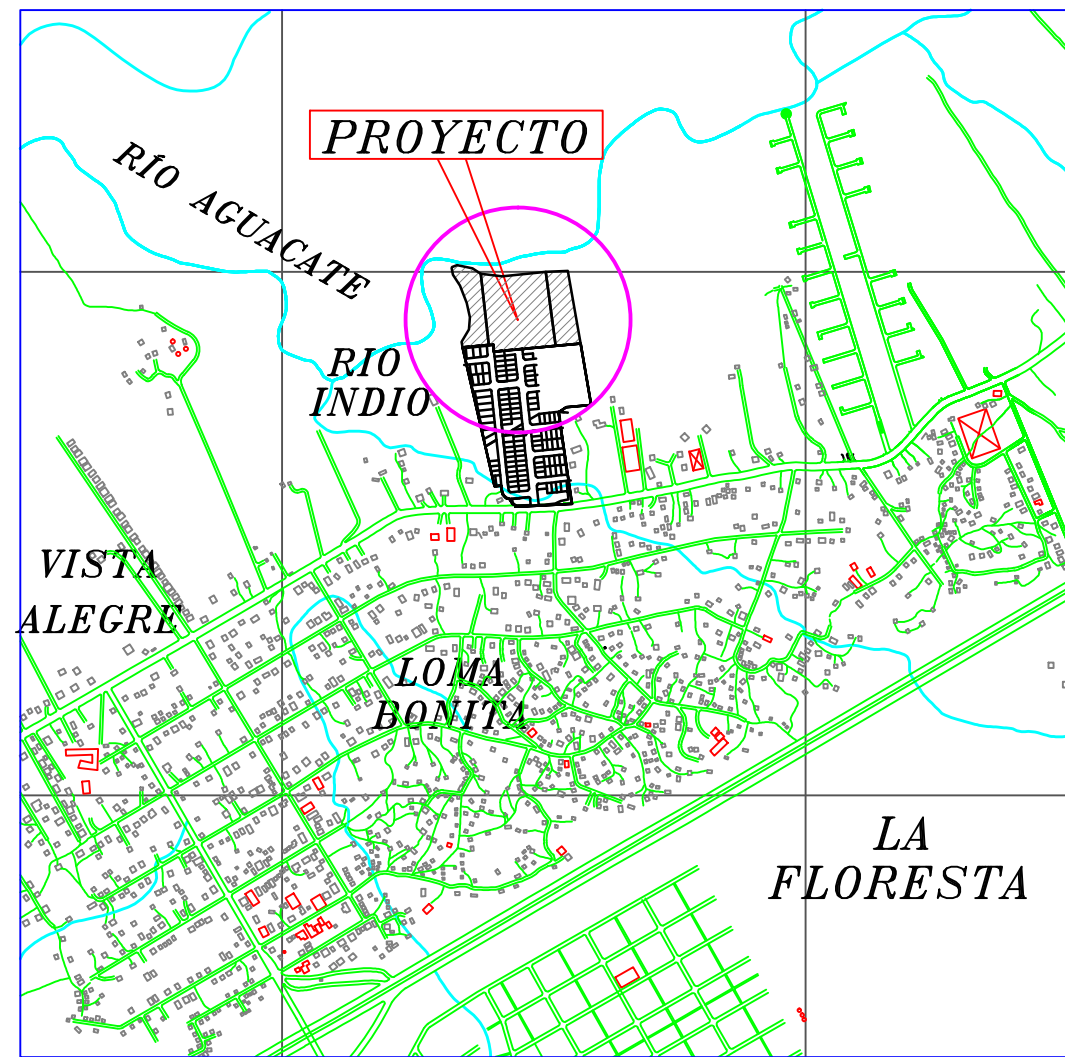 PROYECTO
RÍO AGUACATE
RIO
INDIO
VISTA
ALEGRE
LOMA
BONITA
LA
FLORESTA